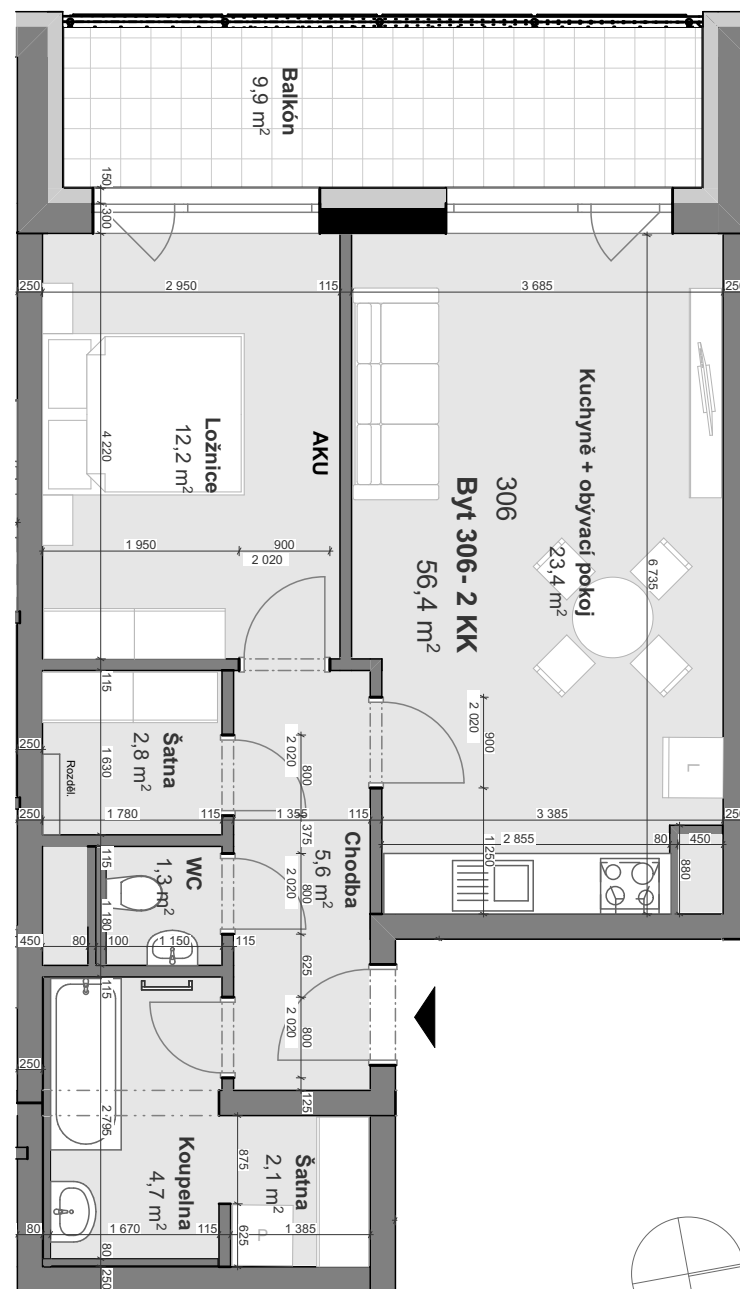 Balkón
9,9 m²
150
300
250
2 950
115
3 685
250
Ložnice
12,2 m²
4 220
AKU
Kuchyně + obývací pokoj
23,4 m²
306
Byt 306- 2 KK
56,4 m²
6 735
1 950
900
2 020
115
2 020
900
L
250
Šatna
2,8 m²
1 630
Rozděl.
2 020
800
250
1 780
115
1 355
115
3 385
250
375
Chodba
5,6 m²
2 855
80
450
1 250
880
WC
1,3 m²
115
1 180
2 020
800
450
80
100
1 150
115
625
115
2 020
800
250
125
2 795
Koupelna
4,7 m²
Šatna
2,1 m²
875
625
P
80
1 670
115
1 385
80
250